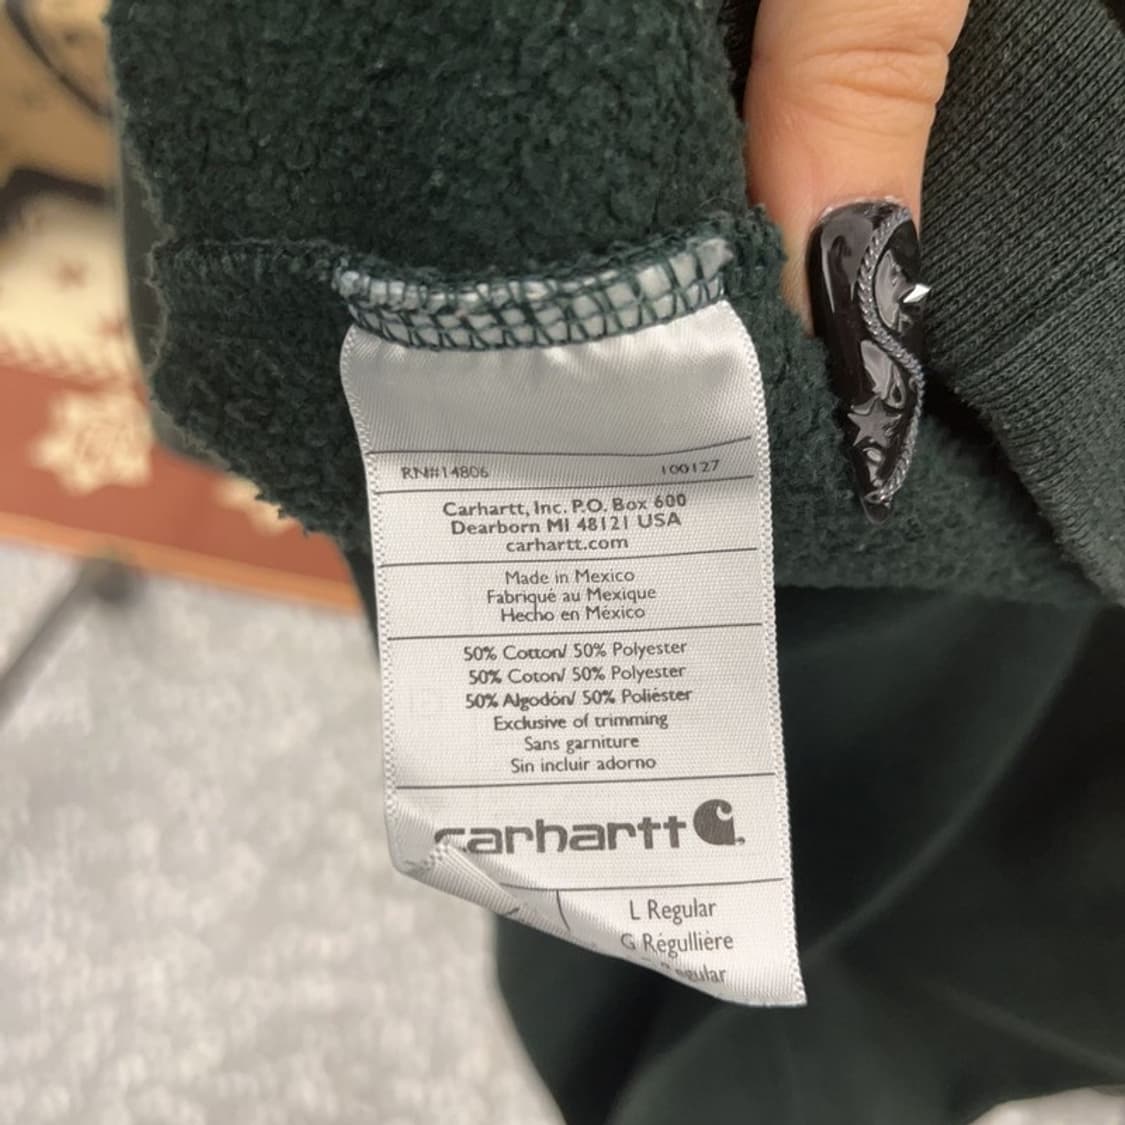 RN#14806 100127
Carhartt, Inc. P.O. Box 600
Dearborn MI 48121 USA
carhartt.com
Made in Mexico
Fabriqué au Mexique
Hecho en México
50% Cotton/ 50% Polyester
50% Coton/ 50% Polyester
50% Algodón/ 50% Poliéster
Exclusive of trimming
Sans garniture
Sin incluir adorno
carhartt
L Regular
G Régullière